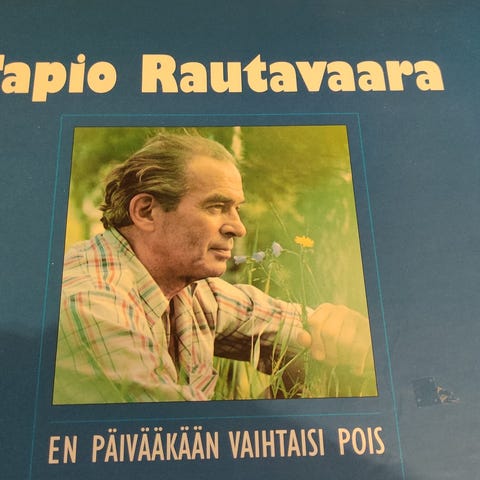 Tapio Rautavaara
EN PÄIVÄÄKÄÄN VAIHTAISI POIS